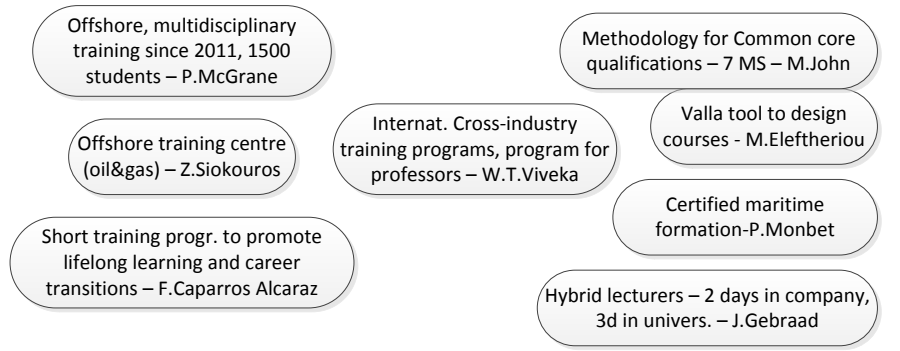 Offshore, multidisciplinary
training since 2011, 1500
students – P.McGrane
Offshore training centre
(oil&gas) – Z.Siokouros
Short training progr. to promote
lifelong learning and career
transitions – F.Caparros Alcaraz
Internat. Cross-industry
training programs, program for
professors – W.T.Viveka
Methodology for Common core
qualifications – 7 MS – M.John
Valla tool to design
courses - M.Eleftheriou
Certified maritime
formation-P.Monbet
Hybrid lecturers – 2 days in company,
3d in univers. – J.Gebraad